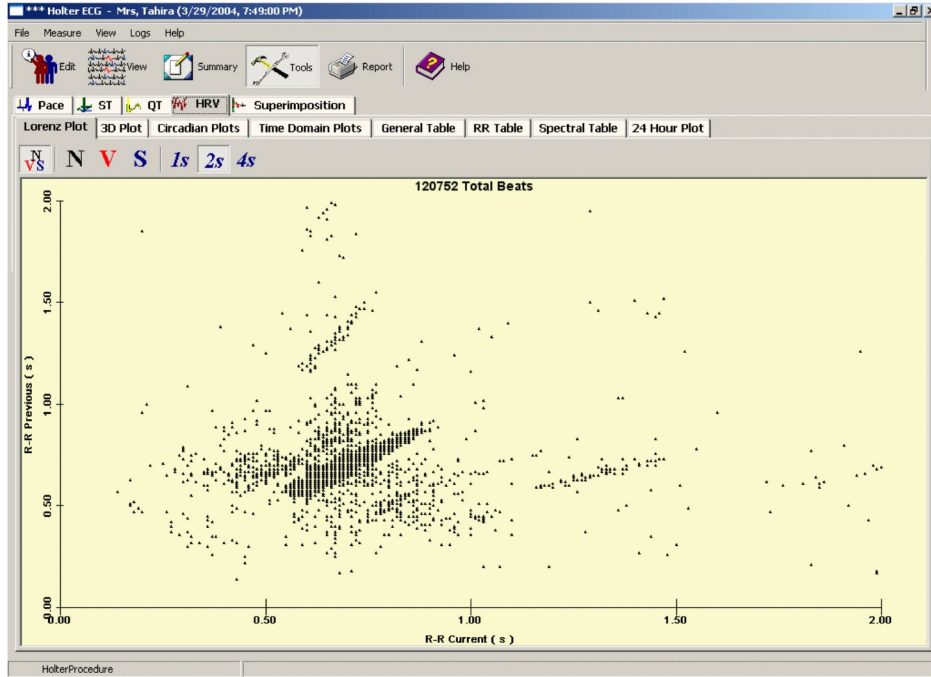 *** Holter ECG - Mrs, Tahira (3/29/2004, 7:49:00 PM)
File Measure View Logs Help
Edit View Summary Tools Report Help
Pace ST QT HRV Superimposition
Lorenz Plot 3D Plot Circadian Plots Time Domain Plots General Table RR Table Spectral Table 24 Hour Plot
N VS N V S 1s 2s 4s
120752 Total Beats
2.00
1.50
1.00
R-R Previous ( s )
0.50
0.00
0.00 0.50 1.00 1.50 2.00
R-R Current ( s )
HolterProcedure